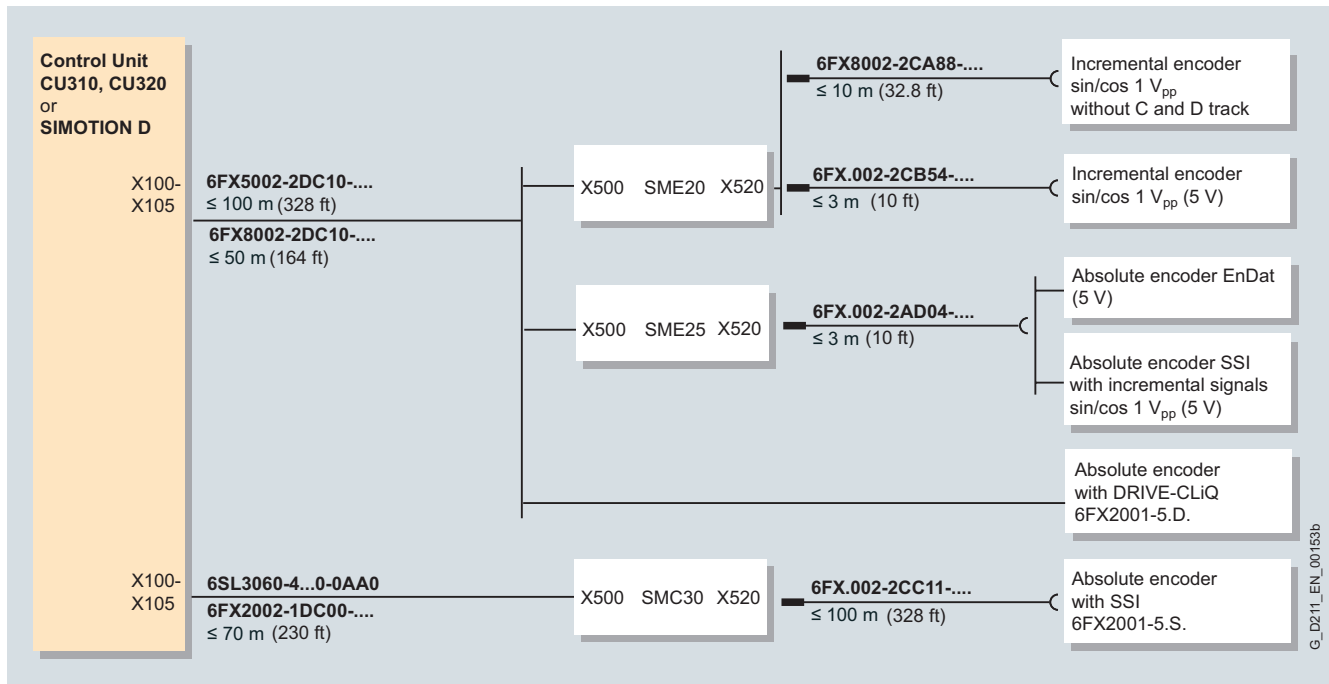 Control Unit
CU310, CU320
or
SIMOTION D
X100-
X105
6FX5002-2DC10-....
≤ 100 m (328 ft)
6FX8002-2DC10-....
≤ 50 m (164 ft)
X500 SME20 X520
6FX8002-2CA88-....
≤ 10 m (32.8 ft)
Incremental encoder
sin/cos 1 Vpp
without C and D track
6FX.002-2CB54-....
≤ 3 m (10 ft)
Incremental encoder
sin/cos 1 Vpp (5 V)
X500 SME25 X520
6FX.002-2AD04-....
≤ 3 m (10 ft)
Absolute encoder EnDat
(5 V)
Absolute encoder SSI
with incremental signals
sin/cos 1 Vpp (5 V)
Absolute encoder
with DRIVE-CLiQ
6FX2001-5.D.
X100-
X105
6SL3060-4...0-0AA0
6FX2002-1DC00-....
≤ 70 m (230 ft)
X500 SMC30 X520
6FX.002-2CC11-....
≤ 100 m (328 ft)
Absolute encoder
with SSI
6FX2001-5.S.
G_D211_EN_00153b